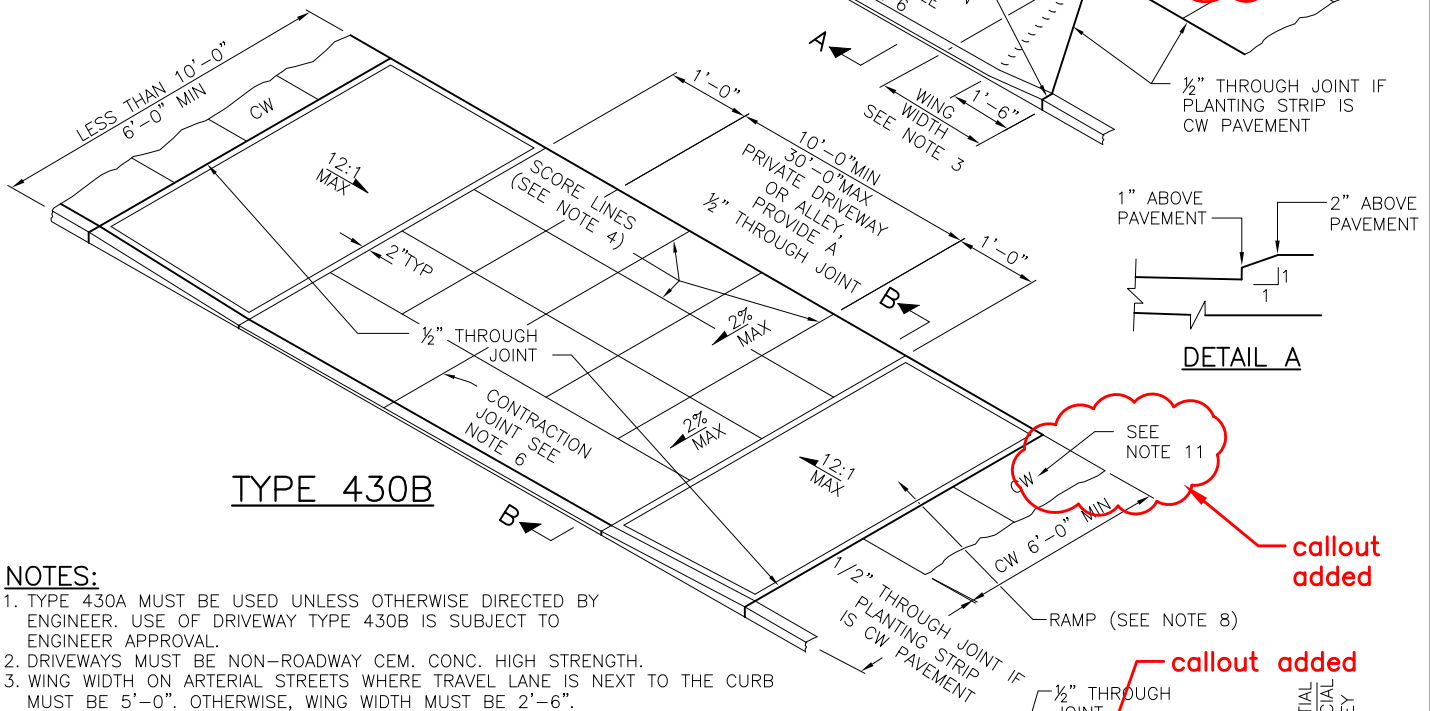 LESS THAN 10'-0"
6'-0" MIN
CW
12:1
MAX
2"TYP
SCORE LINES
(SEE NOTE 4)
1'-0"
10'-0"MIN
30'-0"MAX
PRIVATE DRIVEWAY
OR ALLEY,
PROVIDE A
½" THROUGH JOINT
1'-0"
A
WING
WIDTH
SEE NOTE 3
1'-6"
6
½" THROUGH JOINT IF
PLANTING STRIP IS
CW PAVEMENT
1" ABOVE
PAVEMENT
2" ABOVE
PAVEMENT
1
1
DETAIL A
B
2%
MAX
2%
MAX
½" THROUGH
JOINT
CONTRACTION
JOINT SEE
NOTE 6
12:1
MAX
SEE
NOTE 11
CW
CW 6'-0" MIN
callout
added
TYPE 430B
B
1/2" THROUGH JOINT IF
PLANTING STRIP
IS CW PAVEMENT
RAMP (SEE NOTE 8)
callout added
½" THROUGH
NOTES:
1. TYPE 430A MUST BE USED UNLESS OTHERWISE DIRECTED BY
ENGINEER. USE OF DRIVEWAY TYPE 430B IS SUBJECT TO
ENGINEER APPROVAL.
2. DRIVEWAYS MUST BE NON-ROADWAY CEM. CONC. HIGH STRENGTH.
3. WING WIDTH ON ARTERIAL STREETS WHERE TRAVEL LANE IS NEXT TO THE CURB
MUST BE 5'-0". OTHERWISE, WING WIDTH MUST BE 2'-6".